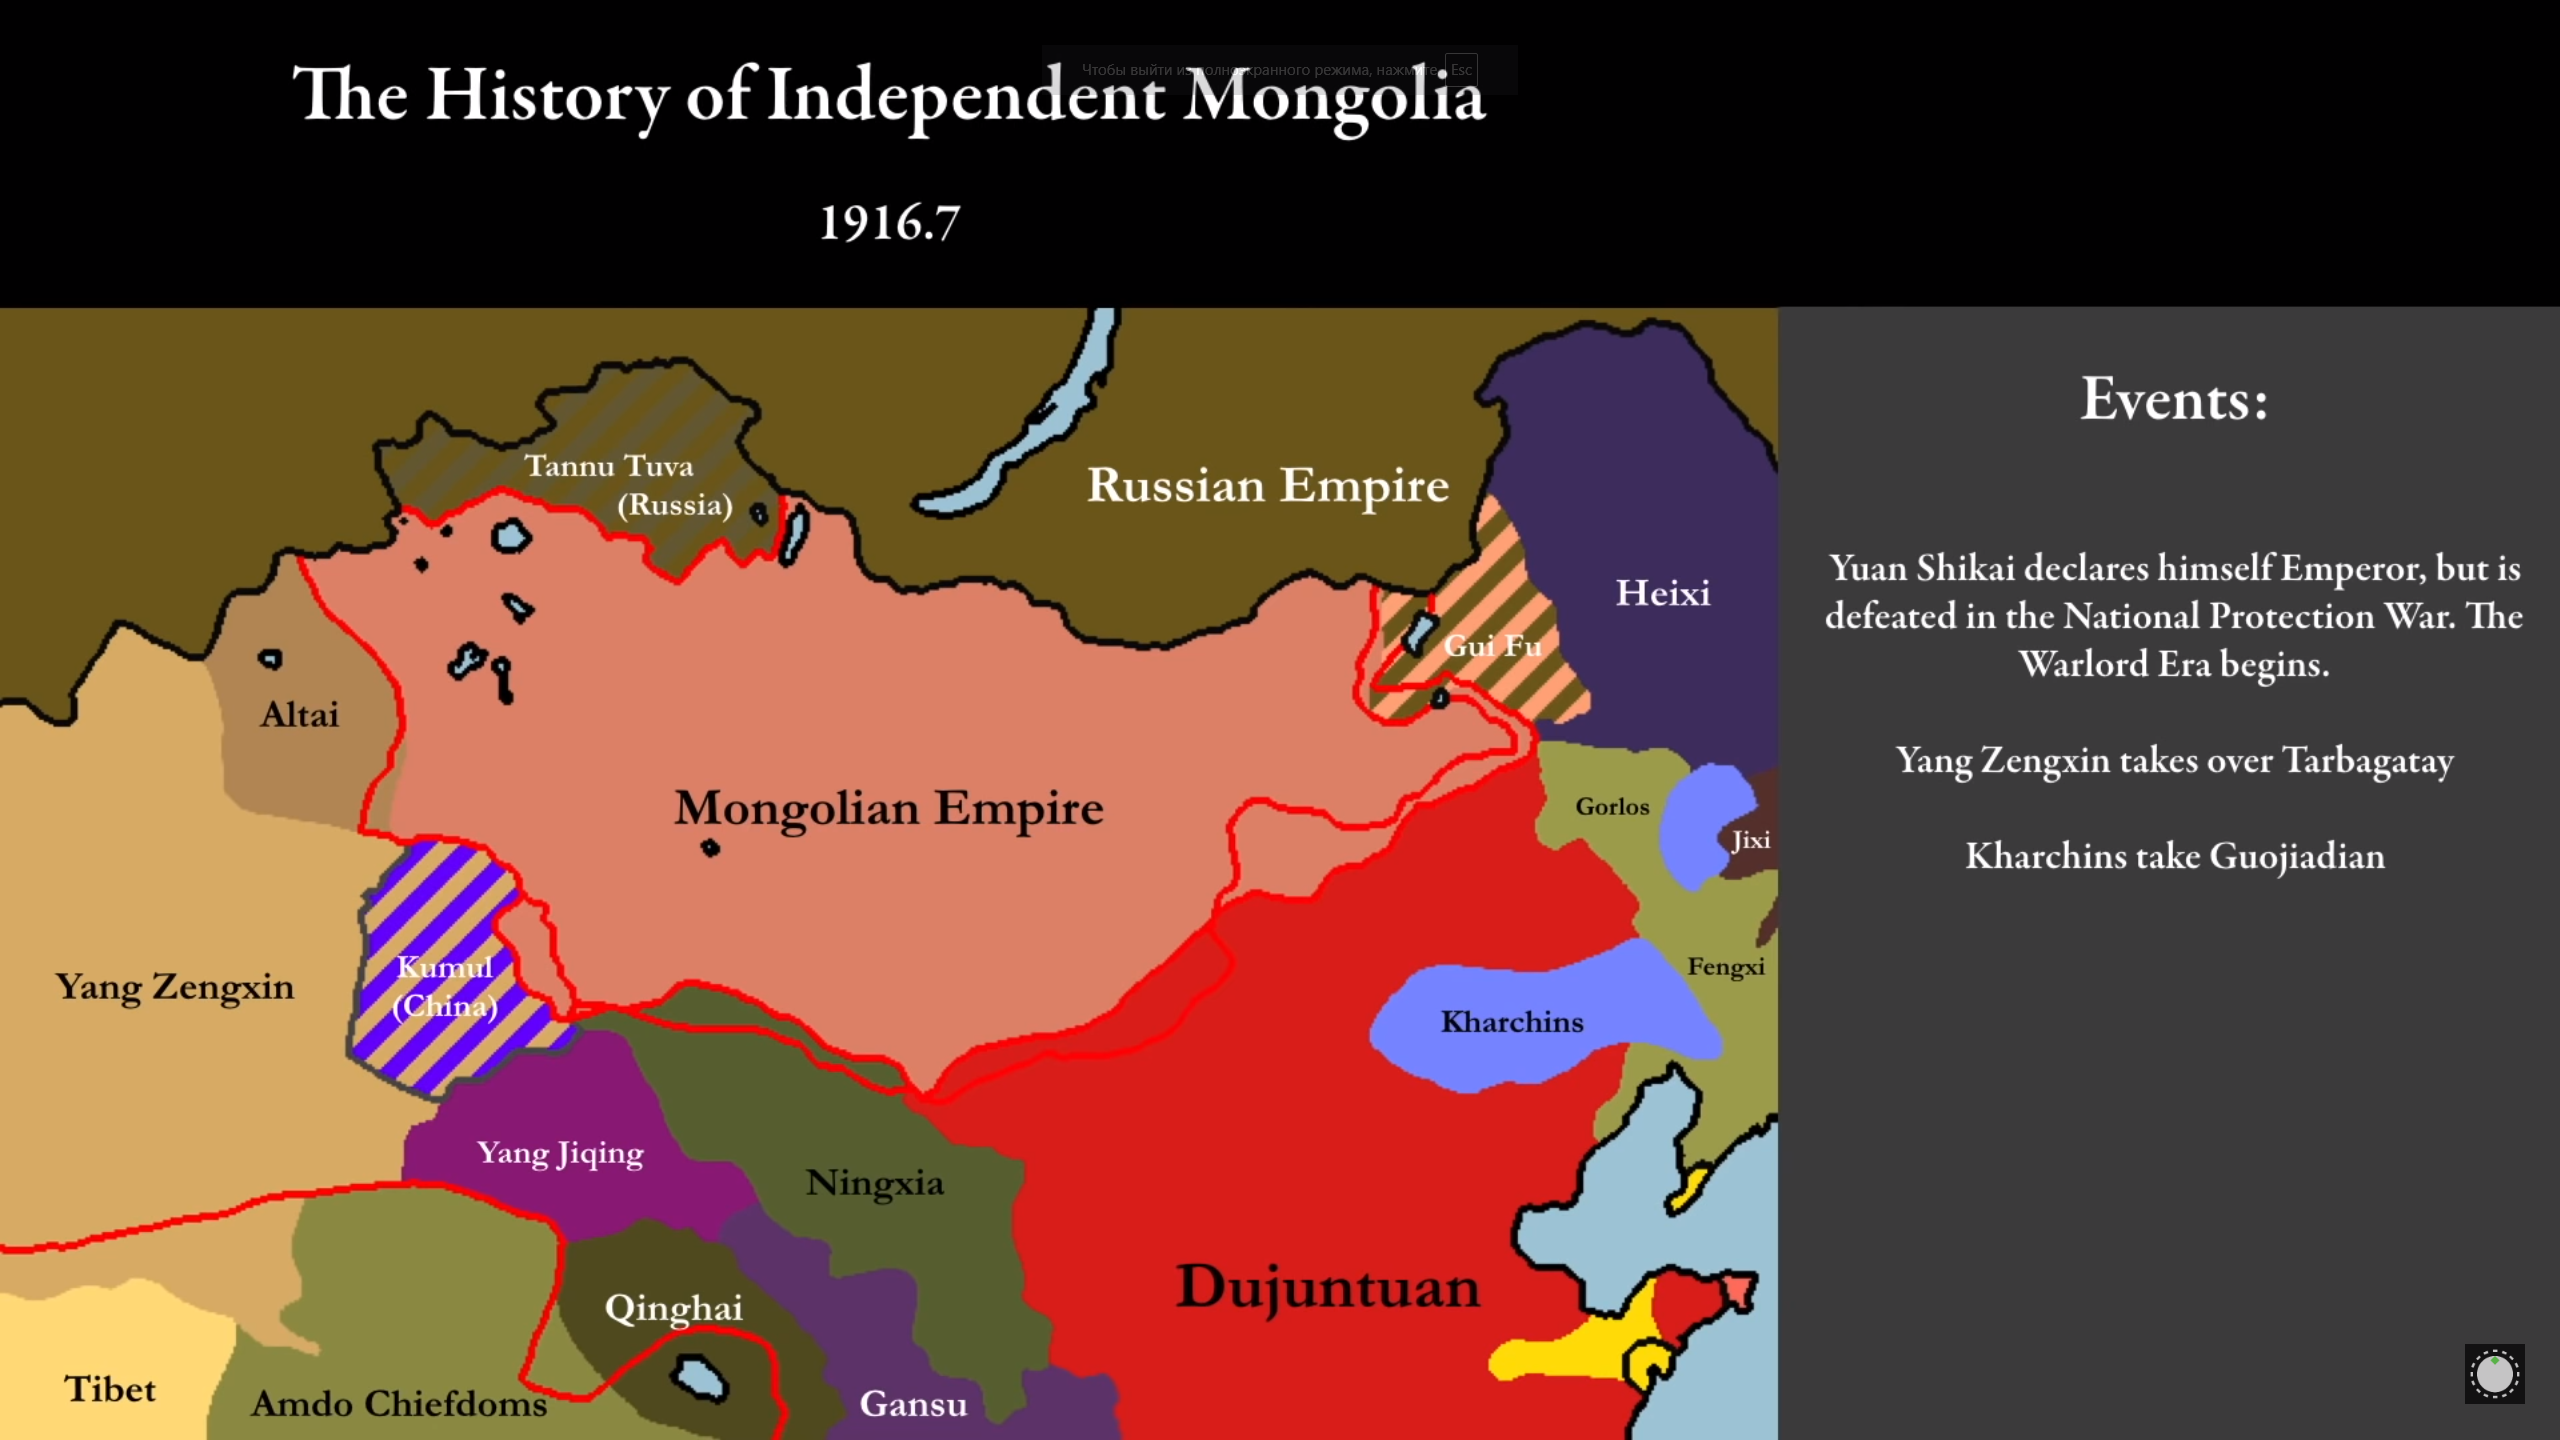 Чтобы выйти из полноэкранного режима, нажмите Esc
The History of Independent Mongolia
1916.7
Events:
Yuan Shikai declares himself Emperor, but is
defeated in the National Protection War. The
Warlord Era begins.
Yang Zengxin takes over Tarbagatay
Kharchins take Guojiadian
Tannu Tuva
(Russia)
Russian Empire
Heixi
Gui Fu
Altai
Mongolian Empire
Gorlos
Jixi
Kumul
(China)
Yang Zengxin
Fengxi
Kharchins
Yang Jiqing
Ningxia
Dujuntuan
Qinghai
Tibet
Amdo Chiefdoms
Gansu